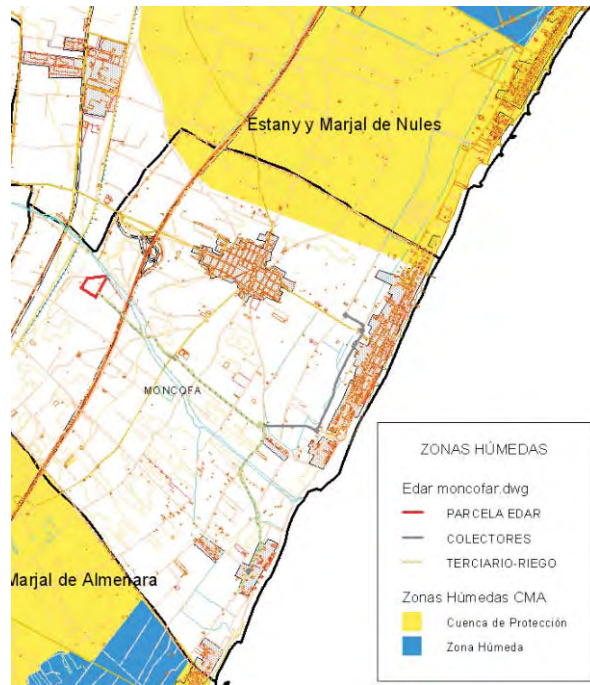 Estany y Marjal de Nules
MONCOFA
Marjal de Almenara
ZONAS HÚMEDAS
Edar moncofar.dwg
PARCELA EDAR
COLECTORES
TERCIARIO-RIEGO
Zonas Húmedas CMA
Cuenca de Protección
Zona Húmeda